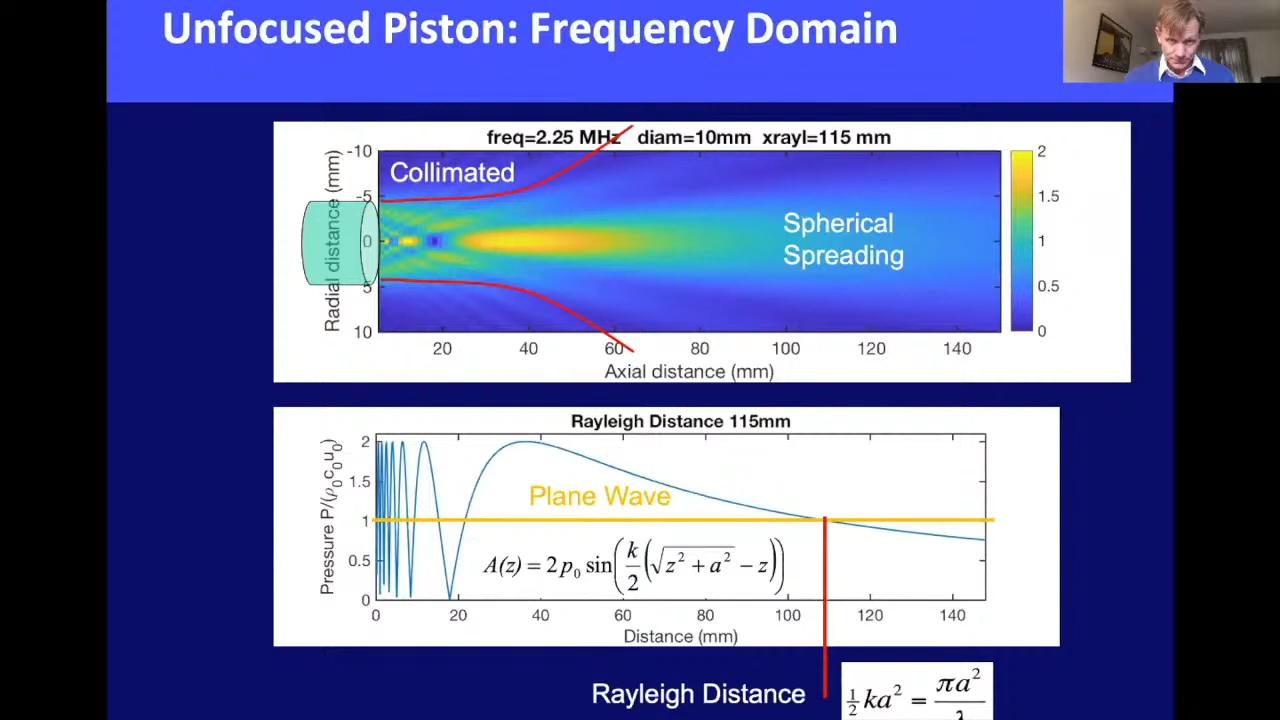 Unfocused Piston: Frequency Domain
freq=2.25 MHz diam=10mm xrayl=115 mm
Collimated
Spherical
Spreading
Radial distance (mm)
-10
-5
0
5
10
20 40 60 80 100 120 140
Axial distance (mm)
2
1.5
1
0.5
0
Rayleigh Distance 115mm
Pressure P/(ρ₀c₀u₀)
2
1.5
1
0.5
0
Plane Wave
A(z) = 2p₀ sin(k/2(√(z² + a²) − z))
0 20 40 60 80 100 120 140
Distance (mm)
Rayleigh Distance
½ka² = πa²/λ